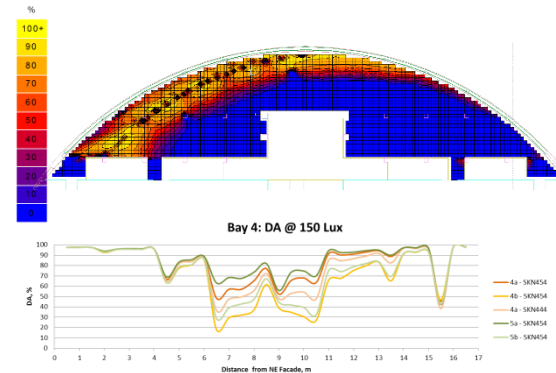 %
100+
90
80
70
60
50
40
30
20
10
0
Bay 4: DA @ 150 Lux
DA, %
100
90
80
70
60
50
40
30
20
10
0
0 1 2 3 4 5 6 7 8 9 10 11 12 13 14 15 16 17
Distance from NE Facade, m
4a - SKN454
4b - SKN454
4a - SKN444
5a - SKN454
5b - SKN454